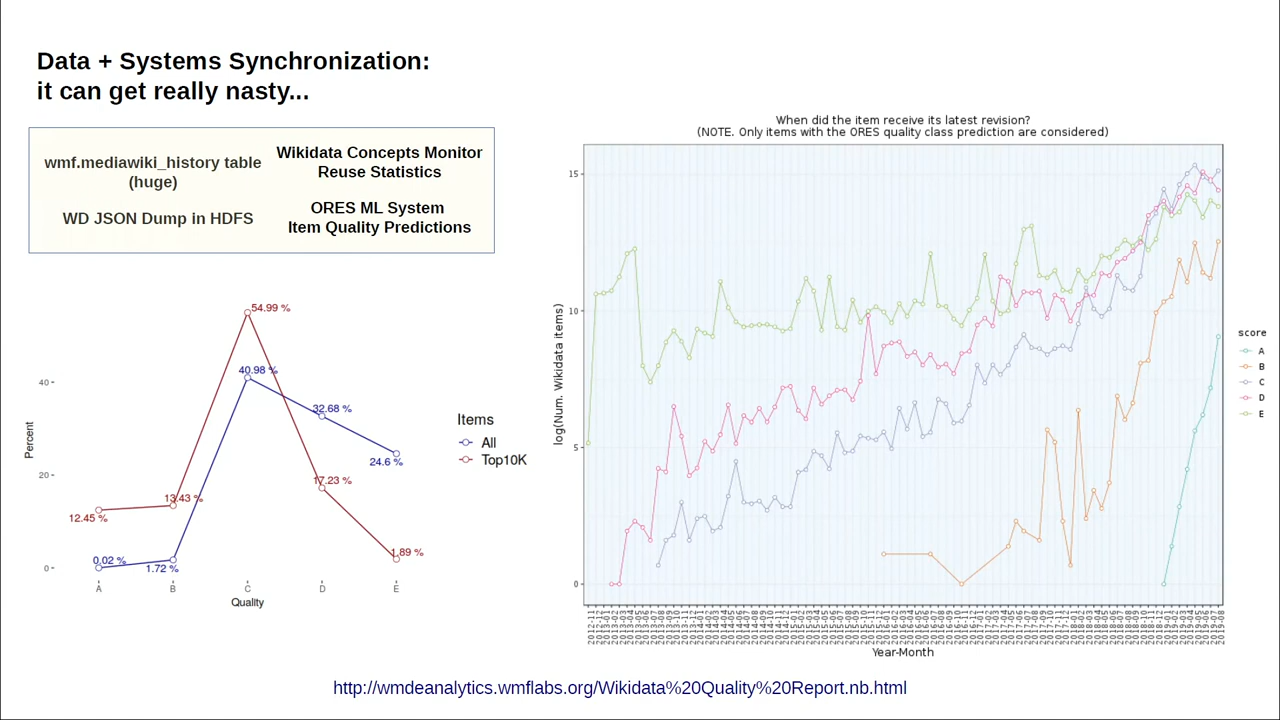 Data + Systems Synchronization:
it can get really nasty...
wmf.mediawiki_history table
(huge)
WD JSON Dump in HDFS
Wikidata Concepts Monitor
Reuse Statistics
ORES ML System
Item Quality Predictions
Percent
40
20
0
54.99 %
40.98 %
32.68 %
24.6 %
13.43 %
12.45 %
17.23 %
1.89 %
0.02 %
1.72 %
A B C D E
Quality
Items
All
Top10K
When did the item receive its latest revision?
(NOTE. Only items with the ORES quality class prediction are considered)
log(Num. Wikidata items)
15
10
5
0
Year-Month
score
A
B
C
D
E
http://wmdeanalytics.wmflabs.org/Wikidata%20Quality%20Report.nb.html